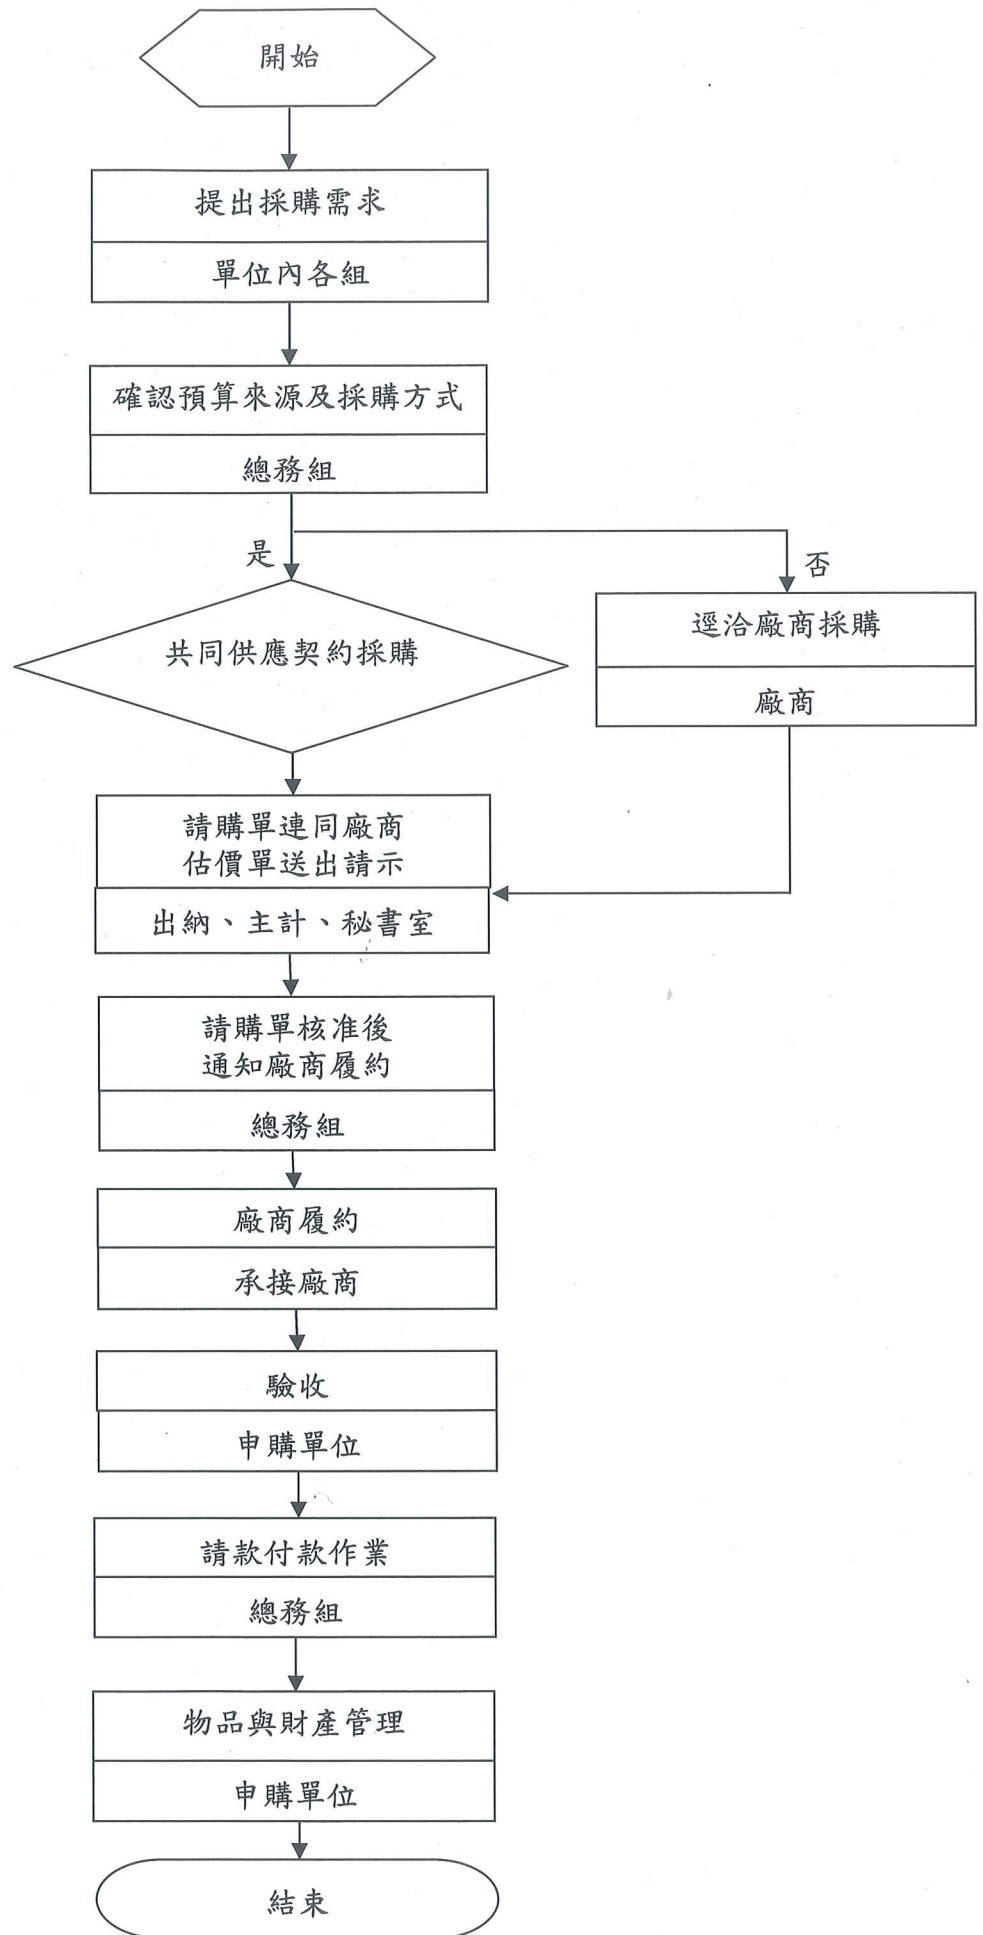 開始
提出採購需求
單位內各組
確認預算來源及採購方式
總務組
是
否
共同供應契約採購
逕洽廠商採購
廠商
請購單連同廠商
估價單送出請示
出納、主計、秘書室
請購單核准後
通知廠商履約
總務組
廠商履約
承接廠商
驗收
申購單位
請款付款作業
總務組
物品與財產管理
申購單位
結束